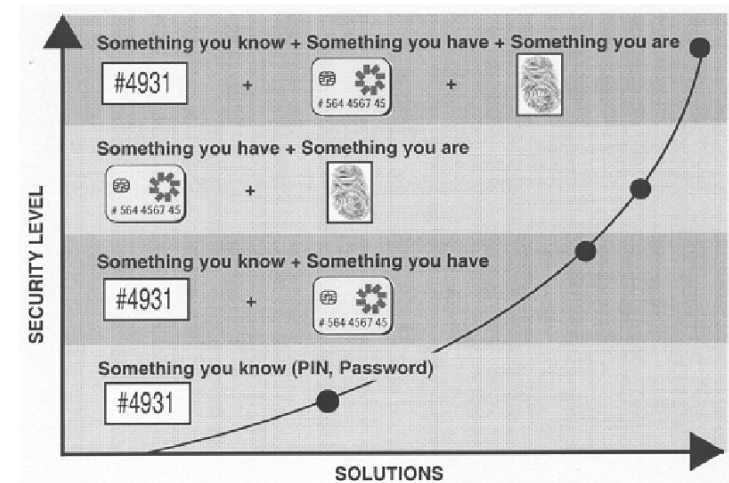 Something you know + Something you have + Something you are
#4931 + # 564 4567 45 +
Something you have + Something you are
# 564 4567 45 +
Something you know + Something you have
#4931 + # 564 4567 45
Something you know (PIN, Password)
#4931
SECURITY LEVEL
SOLUTIONS